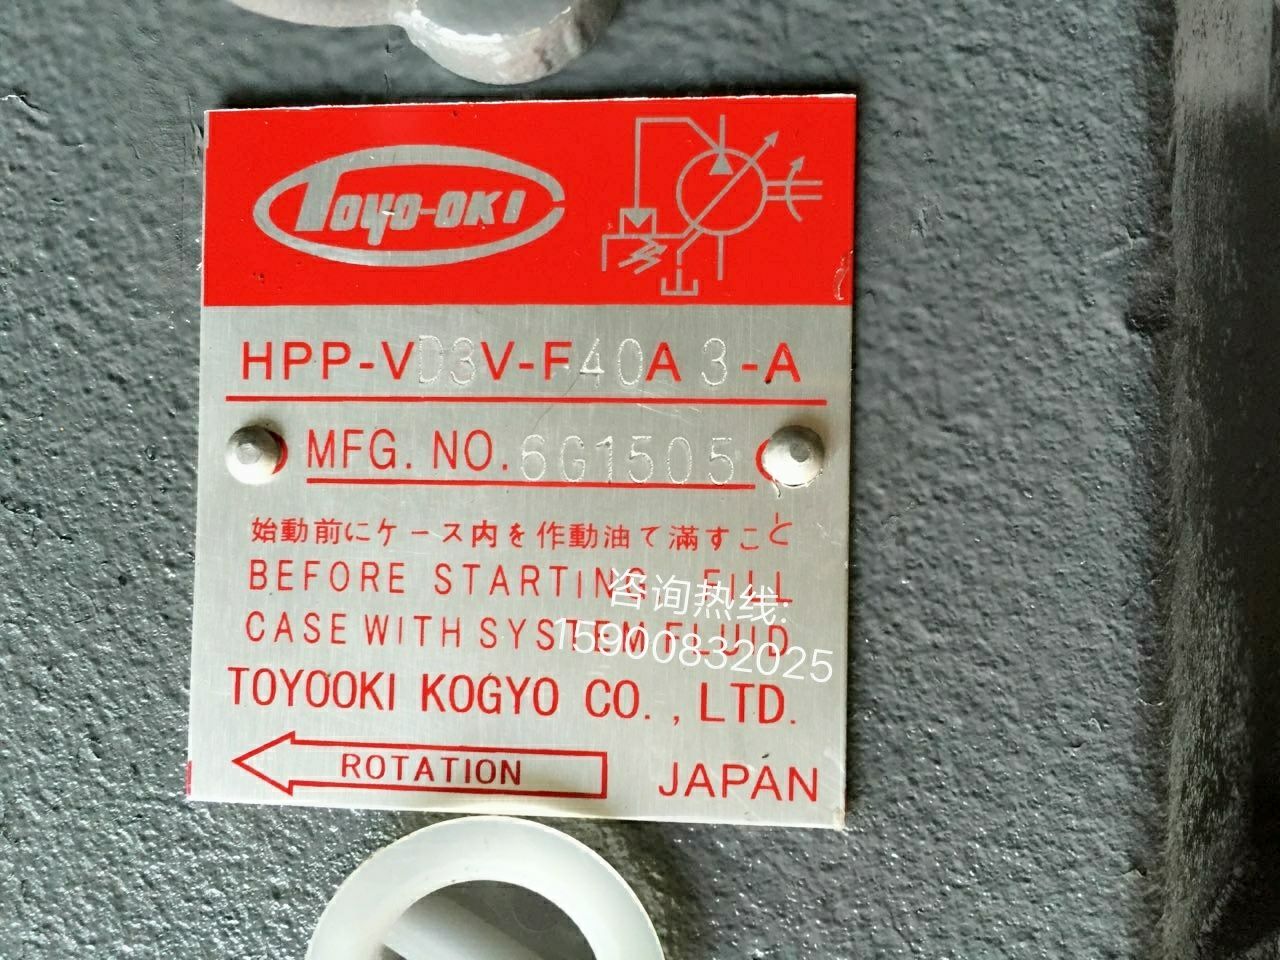 TOYO-OKI
HPP-VD3V-F40A3-A
MFG. NO. 6G1505
始動前にケース内を作動油で満すこと
BEFORE STARTING, FILL
CASE WITH SYSTEM FLUID
咨询热线:
15900832025
TOYOOKI KOGYO CO., LTD.
ROTATION
JAPAN